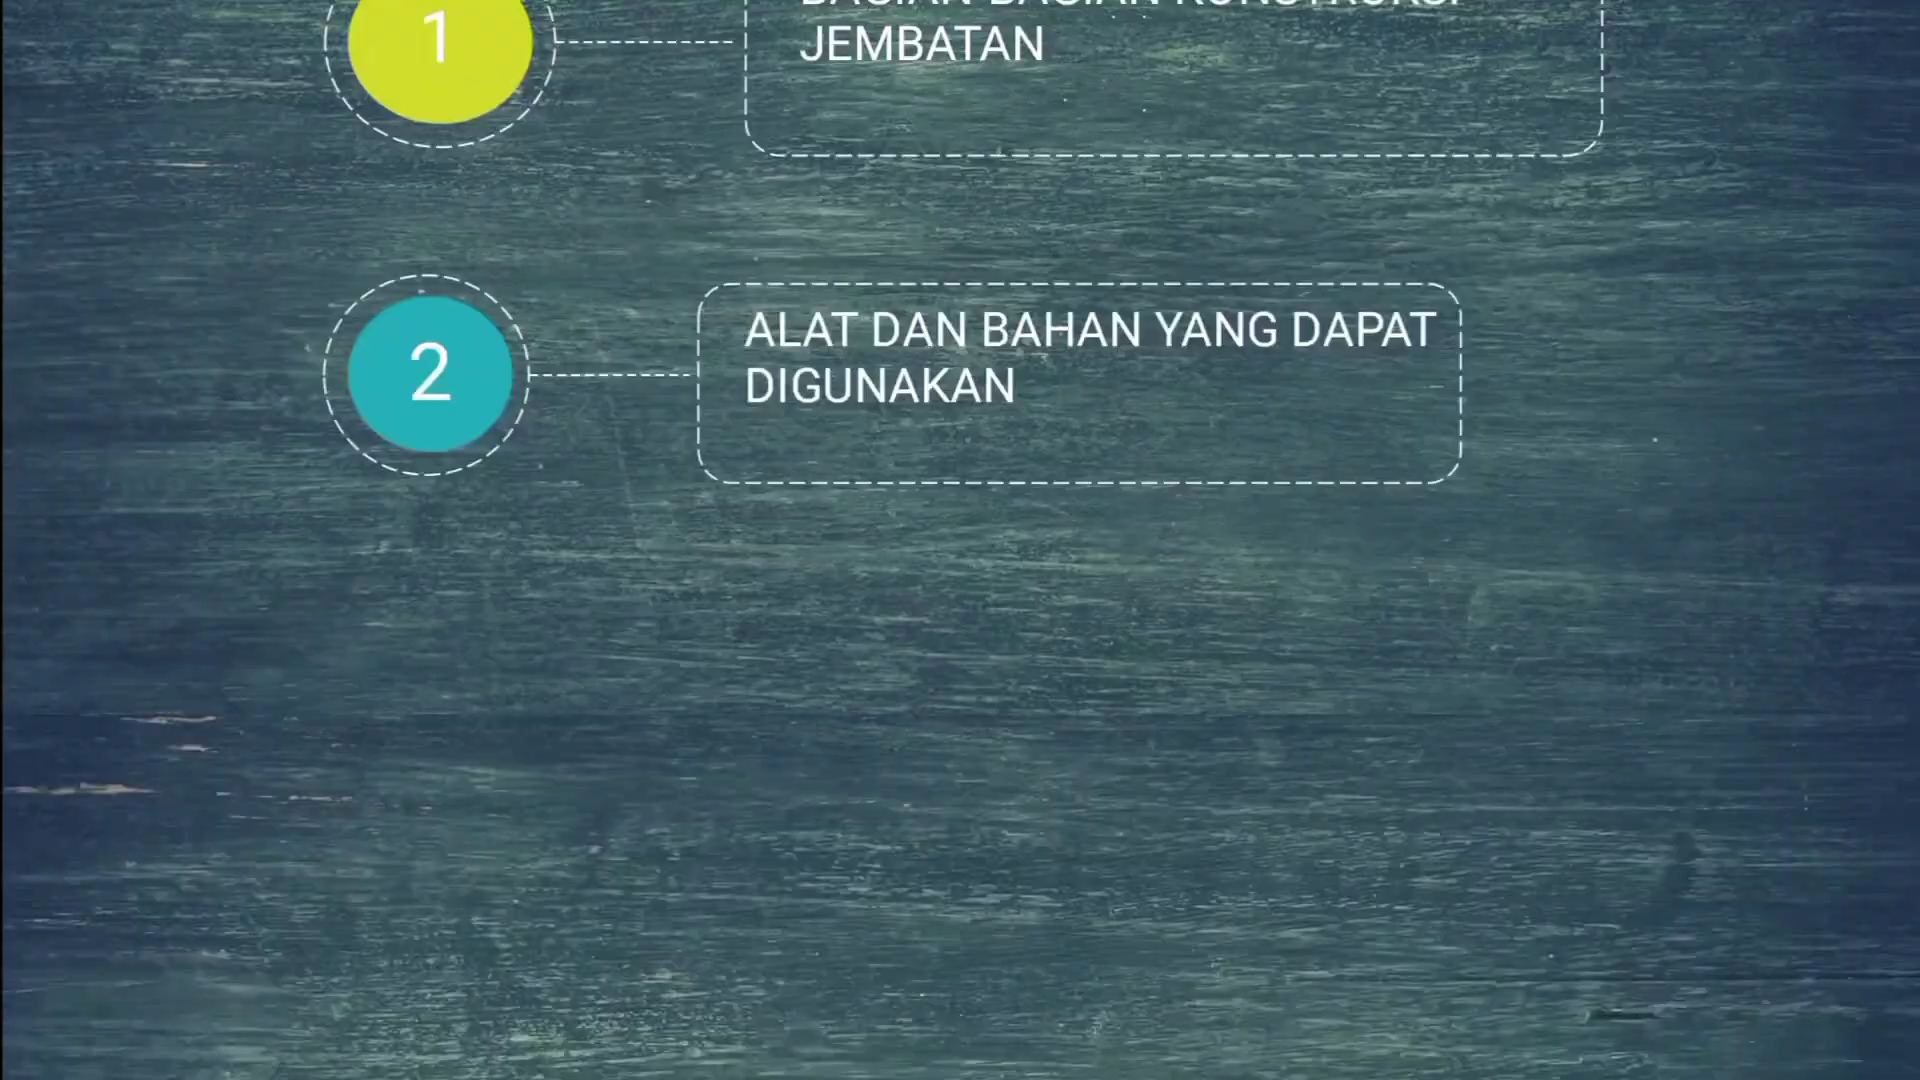 1
JEMBATAN
2
ALAT DAN BAHAN YANG DAPAT
DIGUNAKAN